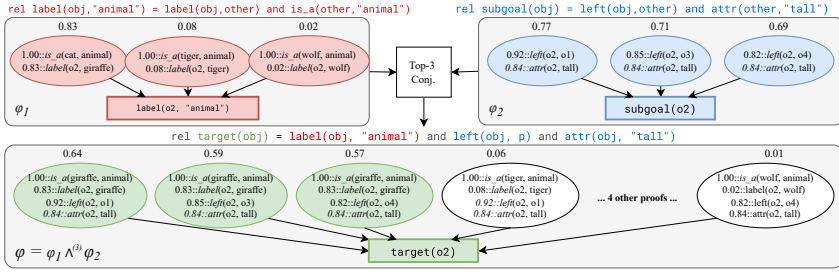 rel label(obj,"animal") = label(obj,other) and is_a(other,"animal")
rel subgoal(obj) = left(obj,other) and attr(other,"tall")
0.83
0.08
0.02
1.00::is_a(cat, animal)
0.83::label(o2, giraffe)
1.00::is_a(tiger, animal)
0.08::label(o2, tiger)
1.00::is_a(wolf, animal)
0.02::label(o2, wolf)
label(o2, "animal")
φ1
Top-3
Conj.
0.77
0.71
0.69
0.92::left(o2, o1)
0.84::attr(o2, tall)
0.85::left(o2, o3)
0.84::attr(o2, tall)
0.82::left(o2, o4)
0.84::attr(o2, tall)
subgoal(o2)
φ2
rel target(obj) = label(obj, "animal") and left(obj, p) and attr(obj, "tall")
0.64
0.59
0.57
0.06
0.01
1.00::is_a(giraffe, animal)
0.83::label(o2, giraffe)
0.92::left(o2, o1)
0.84::attr(o2, tall)
1.00::is_a(giraffe, animal)
0.83::label(o2, giraffe)
0.85::left(o2, o3)
0.84::attr(o2, tall)
1.00::is_a(giraffe, animal)
0.83::label(o2, giraffe)
0.82::left(o2, o4)
0.84::attr(o2, tall)
1.00::is_a(tiger, animal)
0.08::label(o2, tiger)
0.92::left(o2, o1)
0.84::attr(o2, tall)
... 4 other proofs ...
1.00::is_a(wolf, animal)
0.02::label(o2, wolf)
0.82::left(o2, o4)
0.84::attr(o2, tall)
target(o2)
φ = φ1 ∧(3) φ2